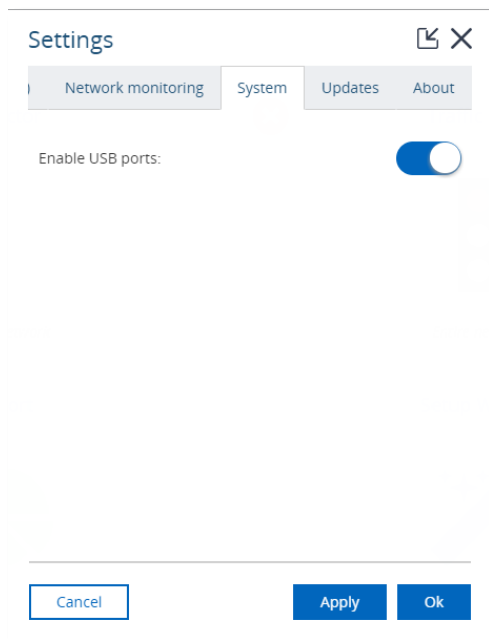 Settings
) Network monitoring System Updates About
Enable USB ports:
Cancel Apply Ok